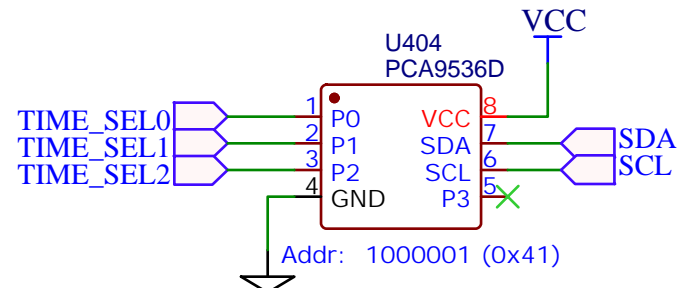 VCC
U404
PCA9536D
TIME_SEL0 1 P0 VCC 8
TIME_SEL1 2 P1 SDA 7 SDA
TIME_SEL2 3 P2 SCL 6 SCL
4 GND P3 5
Addr: 1000001 (0x41)